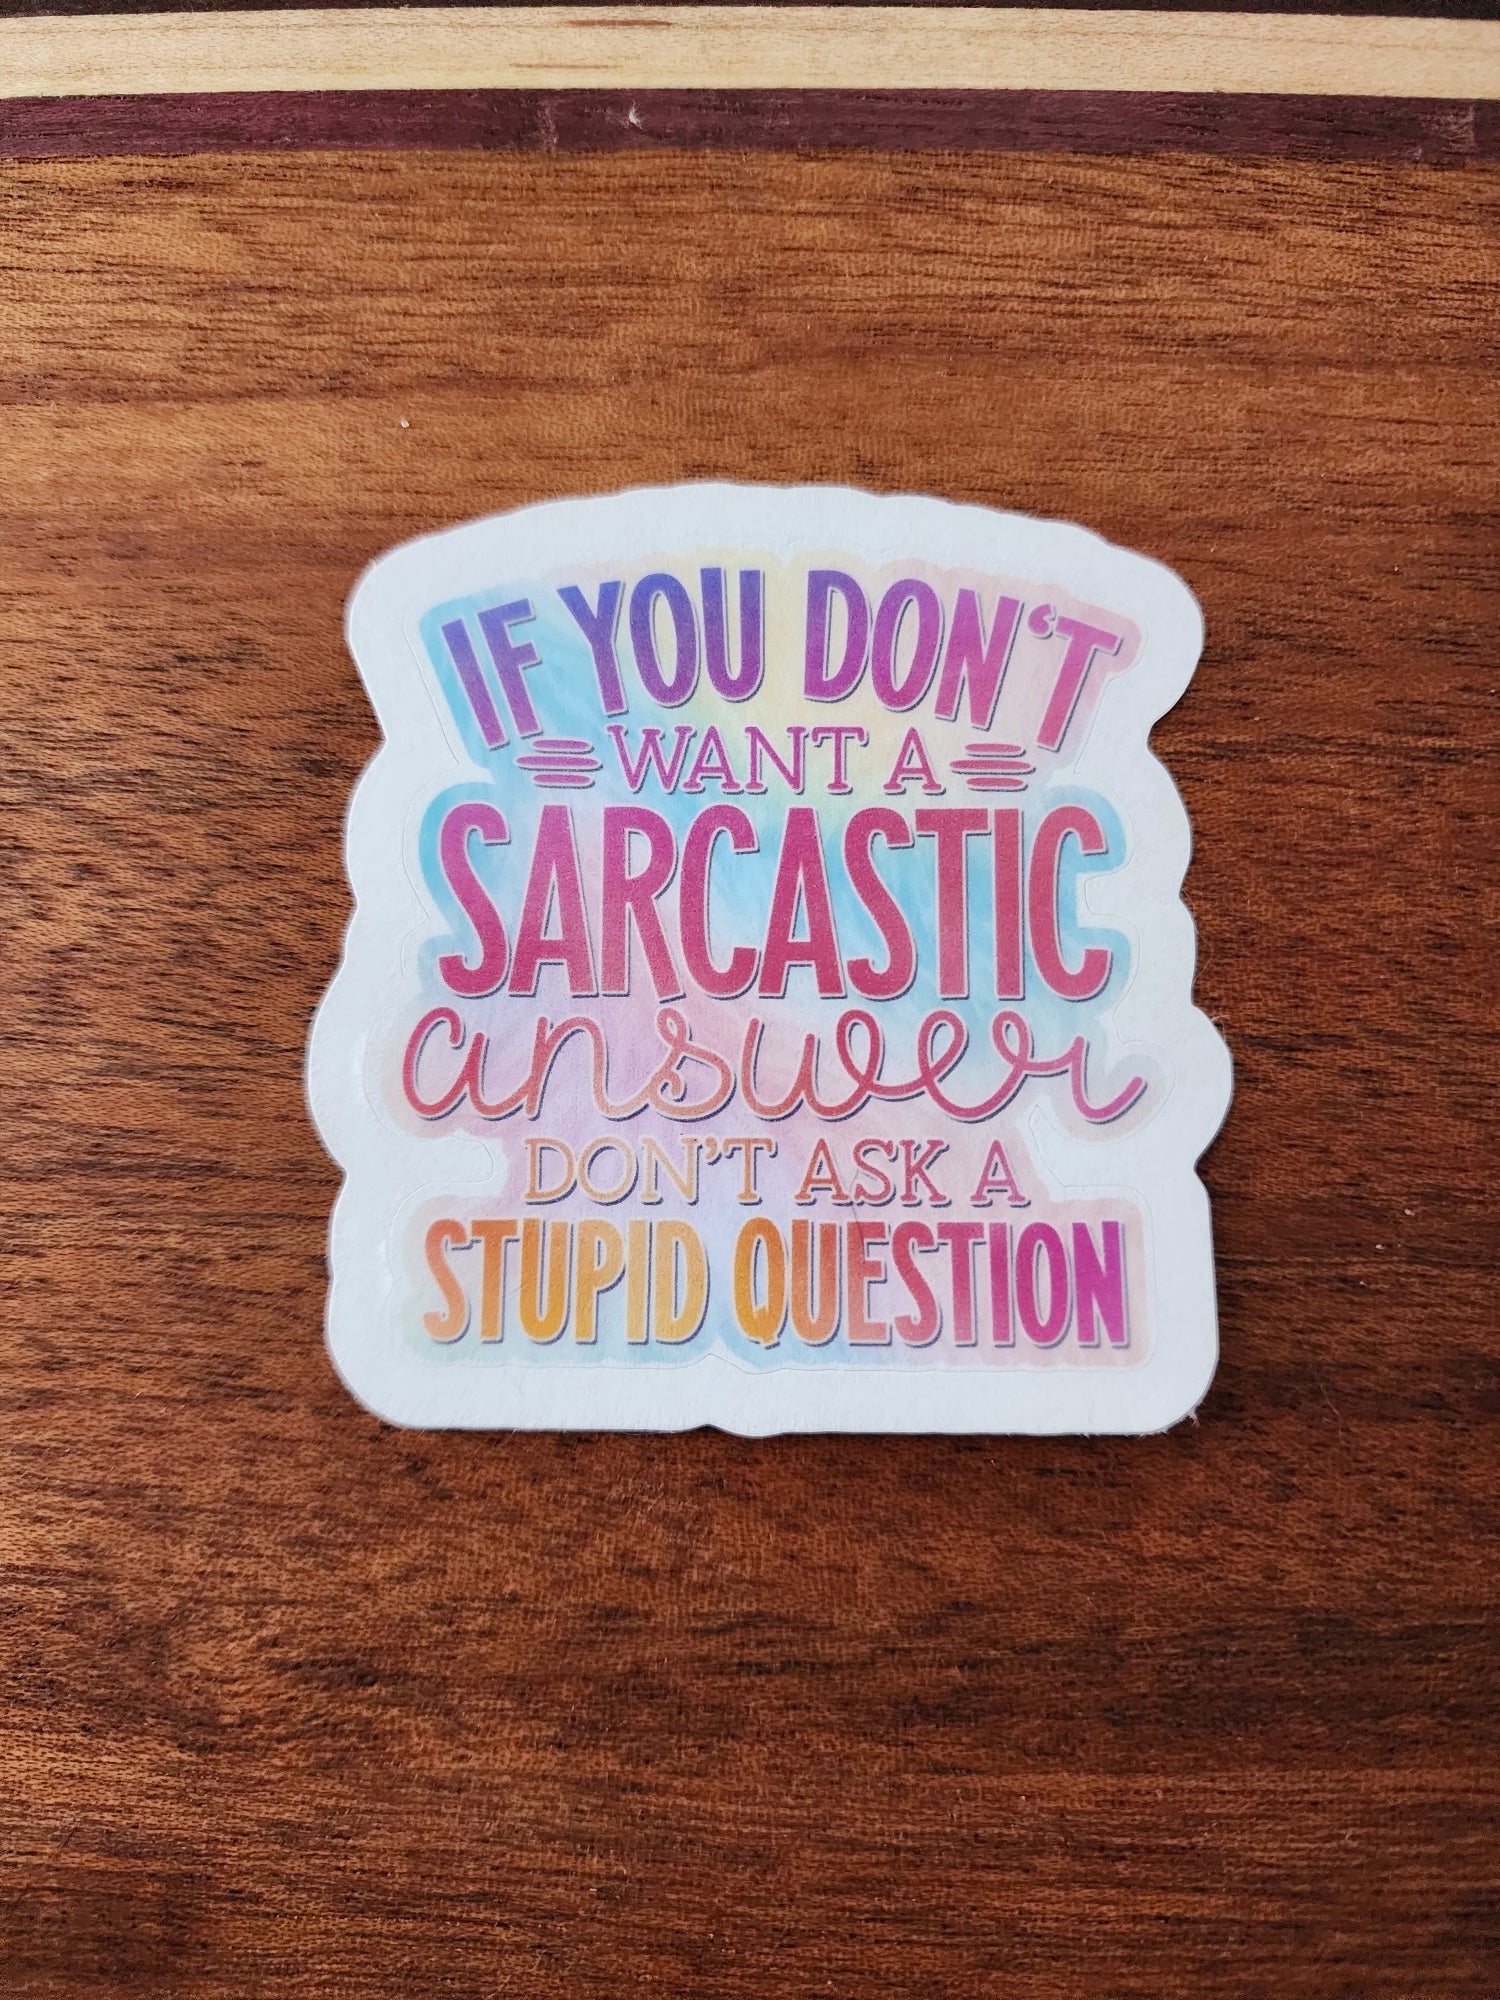 IF YOU DON‘T
WANT A
SARCASTIC
answer
DON’T ASK A
STUPID QUESTION